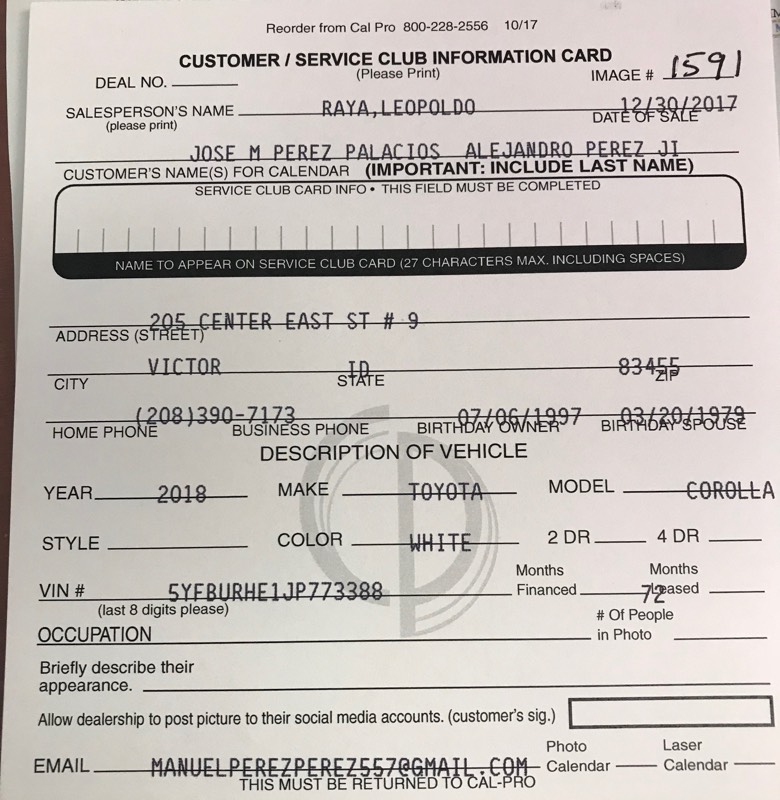 Reorder from Cal Pro 800-228-2556 10/17
CUSTOMER / SERVICE CLUB INFORMATION CARD
(Please Print)
DEAL NO. IMAGE # 1591
SALESPERSON'S NAME RAYA,LEOPOLDO 12/30/2017
(please print) DATE OF SALE
JOSE M PEREZ PALACIOS ALEJANDRO PEREZ JI
CUSTOMER'S NAME(S) FOR CALENDAR (IMPORTANT: INCLUDE LAST NAME)
SERVICE CLUB CARD INFO • THIS FIELD MUST BE COMPLETED
NAME TO APPEAR ON SERVICE CLUB CARD (27 CHARACTERS MAX. INCLUDING SPACES)
205 CENTER EAST ST # 9
ADDRESS (STREET)
VICTOR ID 83455
CITY STATE ZIP
(208)390-7173 07/06/1997 03/20/1979
HOME PHONE BUSINESS PHONE BIRTHDAY OWNER BIRTHDAY SPOUSE
DESCRIPTION OF VEHICLE
YEAR 2018 MAKE TOYOTA MODEL COROLLA
STYLE COLOR WHITE 2 DR 4 DR
Months Months
VIN # 5YFBURHE1JP773388 Financed 72 Leased
(last 8 digits please) # Of People
OCCUPATION in Photo
Briefly describe their
appearance.
Allow dealership to post picture to their social media accounts. (customer's sig.)
Photo Laser
EMAIL MANUELPEREZPEREZ557@GMAIL.COM Calendar Calendar
THIS MUST BE RETURNED TO CAL-PRO